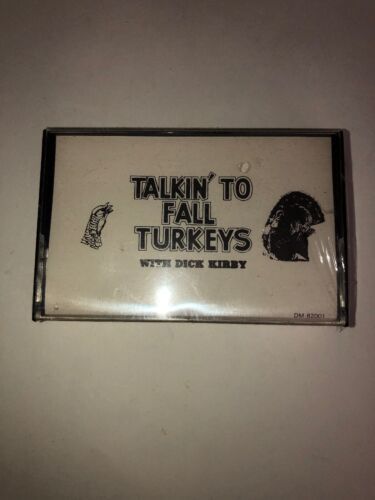 TALKIN' TO
FALL
TURKEYS
WITH DICK KIRBY
DM 82001